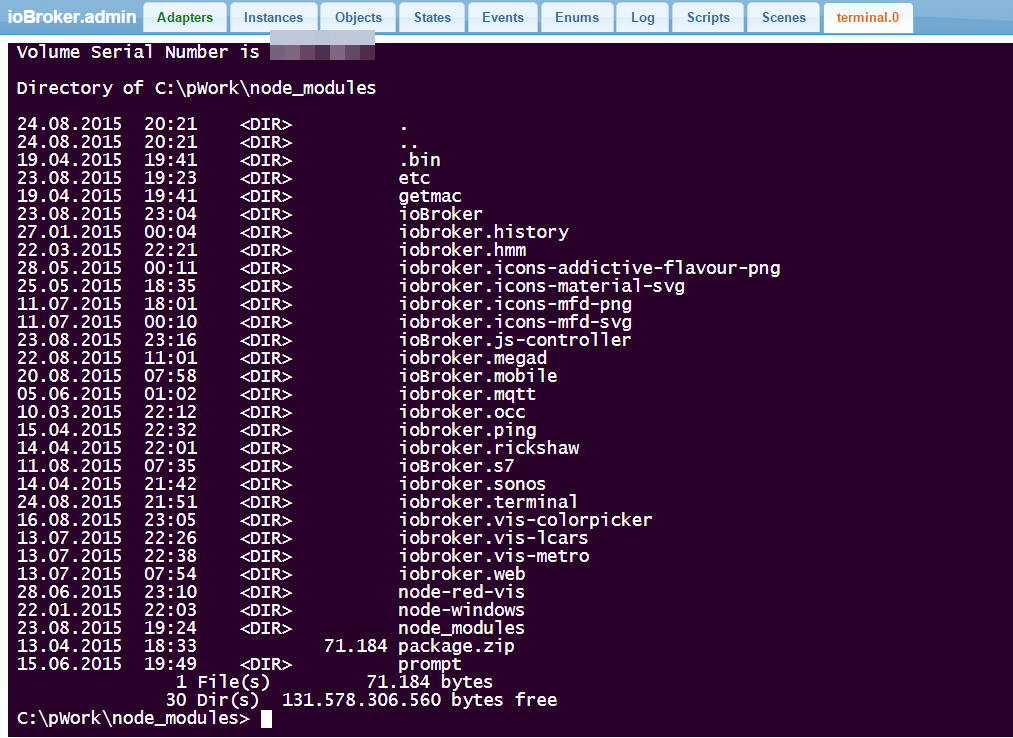 ioBroker.admin Adapters Instances Objects States Events Enums Log Scripts Scenes terminal.0
Volume Serial Number is
Directory of C:\pWork\node_modules
24.08.2015 20:21 <DIR> .
24.08.2015 20:21 <DIR> ..
19.04.2015 19:41 <DIR> .bin
23.08.2015 19:23 <DIR> etc
19.04.2015 19:41 <DIR> getmac
23.08.2015 23:04 <DIR> ioBroker
27.01.2015 00:04 <DIR> iobroker.history
22.03.2015 22:21 <DIR> iobroker.hmm
28.05.2015 00:11 <DIR> iobroker.icons-addictive-flavour-png
25.05.2015 18:35 <DIR> iobroker.icons-material-svg
11.07.2015 18:01 <DIR> iobroker.icons-mfd-png
11.07.2015 00:10 <DIR> iobroker.icons-mfd-svg
23.08.2015 23:16 <DIR> ioBroker.js-controller
22.08.2015 11:01 <DIR> iobroker.megad
20.08.2015 07:58 <DIR> ioBroker.mobile
05.06.2015 01:02 <DIR> iobroker.mqtt
10.03.2015 22:12 <DIR> iobroker.occ
15.04.2015 22:32 <DIR> iobroker.ping
14.04.2015 22:01 <DIR> iobroker.rickshaw
11.08.2015 07:35 <DIR> ioBroker.s7
14.04.2015 21:42 <DIR> iobroker.sonos
24.08.2015 21:51 <DIR> iobroker.terminal
16.08.2015 23:05 <DIR> iobroker.vis-colorpicker
13.07.2015 22:26 <DIR> iobroker.vis-lcars
13.07.2015 22:38 <DIR> iobroker.vis-metro
13.07.2015 07:54 <DIR> iobroker.web
28.06.2015 23:10 <DIR> node-red-vis
22.01.2015 22:03 <DIR> node-windows
23.08.2015 19:24 <DIR> node_modules
13.04.2015 18:33 71.184 package.zip
15.06.2015 19:49 <DIR> prompt
1 File(s) 71.184 bytes
30 Dir(s) 131.578.306.560 bytes free
C:\pWork\node_modules>